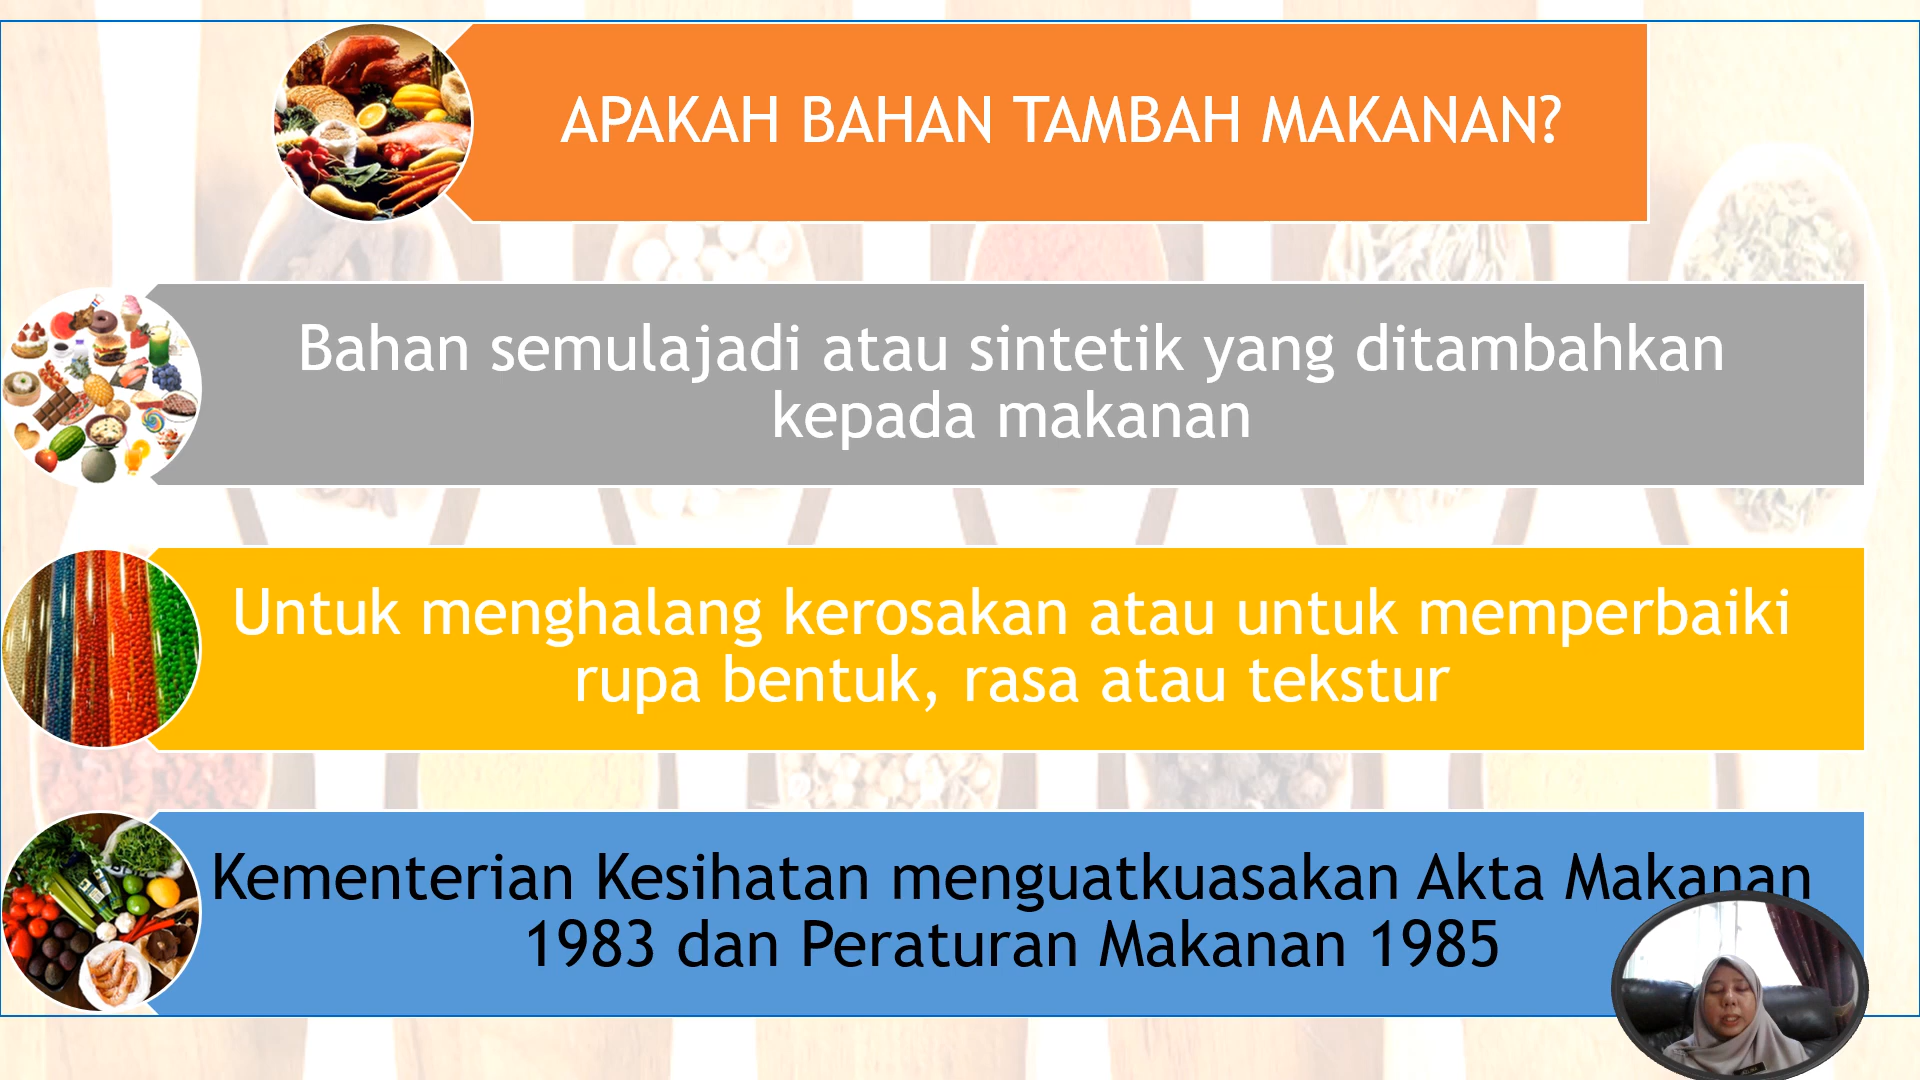 APAKAH BAHAN TAMBAH MAKANAN?
Bahan semulajadi atau sintetik yang ditambahkan
kepada makanan
Untuk menghalang kerosakan atau untuk memperbaiki
rupa bentuk, rasa atau tekstur
Kementerian Kesihatan menguatkuasakan Akta Makanan
1983 dan Peraturan Makanan 1985